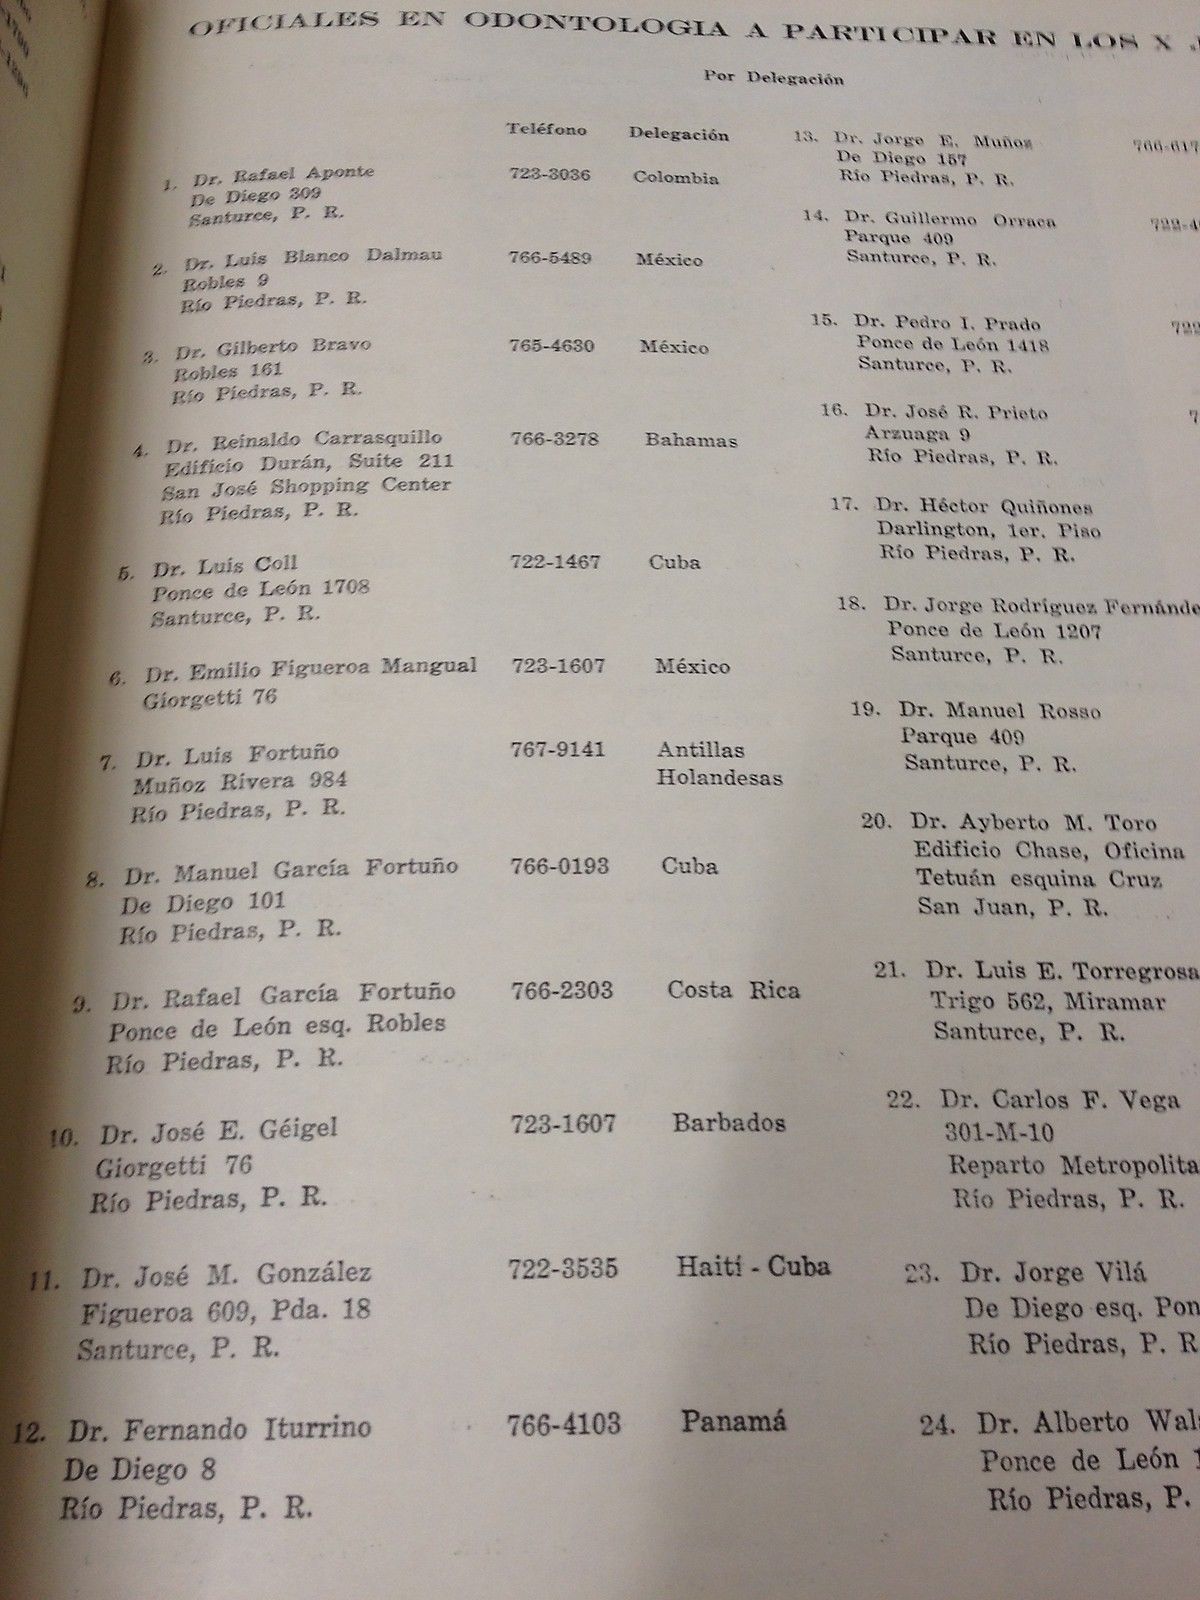 OFICIALES EN ODONTOLOGIA A PARTICIPAR EN LOS X
Por Delegación
Teléfono Delegación
1. Dr. Rafael Aponte 723-3036 Colombia
De Diego 309
Santurce, P. R.
2. Dr. Luis Blanco Dalmau 766-5489 México
Robles 9
Río Piedras, P. R.
3. Dr. Gilberto Bravo 765-4630 México
Robles 161
Río Piedras, P. R.
4. Dr. Reinaldo Carrasquillo 766-3278 Bahamas
Edificio Durán, Suite 211
San José Shopping Center
Río Piedras, P. R.
5. Dr. Luis Coll 722-1467 Cuba
Ponce de León 1708
Santurce, P. R.
6. Dr. Emilio Figueroa Mangual 723-1607 México
Giorgetti 76
7. Dr. Luis Fortuño 767-9141 Antillas
Muñoz Rivera 984 Holandesas
Río Piedras, P. R.
8. Dr. Manuel García Fortuño 766-0193 Cuba
De Diego 101
Río Piedras, P. R.
9. Dr. Rafael García Fortuño 766-2303 Costa Rica
Ponce de León esq. Robles
Río Piedras, P. R.
10. Dr. José E. Géigel 723-1607 Barbados
Giorgetti 76
Río Piedras, P. R.
11. Dr. José M. González 722-3535 Haití - Cuba
Figueroa 609, Pda. 18
Santurce, P. R.
12. Dr. Fernando Iturrino 766-4103 Panamá
De Diego 8
Río Piedras, P. R.
13. Dr. Jorge E. Muñoz 766-617
De Diego 157
Río Piedras, P. R.
14. Dr. Guillermo Orraca 722-4
Parque 409
Santurce, P. R.
15. Dr. Pedro I. Prado 722
Ponce de León 1418
Santurce, P. R.
16. Dr. José R. Prieto 7
Arzuaga 9
Río Piedras, P. R.
17. Dr. Héctor Quiñones
Darlington, 1er. Piso
Río Piedras, P. R.
18. Dr. Jorge Rodríguez Fernánde
Ponce de León 1207
Santurce, P. R.
19. Dr. Manuel Rosso
Parque 409
Santurce, P. R.
20. Dr. Ayberto M. Toro
Edificio Chase, Oficina
Tetuán esquina Cruz
San Juan, P. R.
21. Dr. Luis E. Torregrosa
Trigo 562, Miramar
Santurce, P. R.
22. Dr. Carlos F. Vega
301-M-10
Reparto Metropolita
Río Piedras, P. R.
23. Dr. Jorge Vilá
De Diego esq. Pon
Río Piedras, P. R
24. Dr. Alberto Wal
Ponce de León 1
Río Piedras, P.